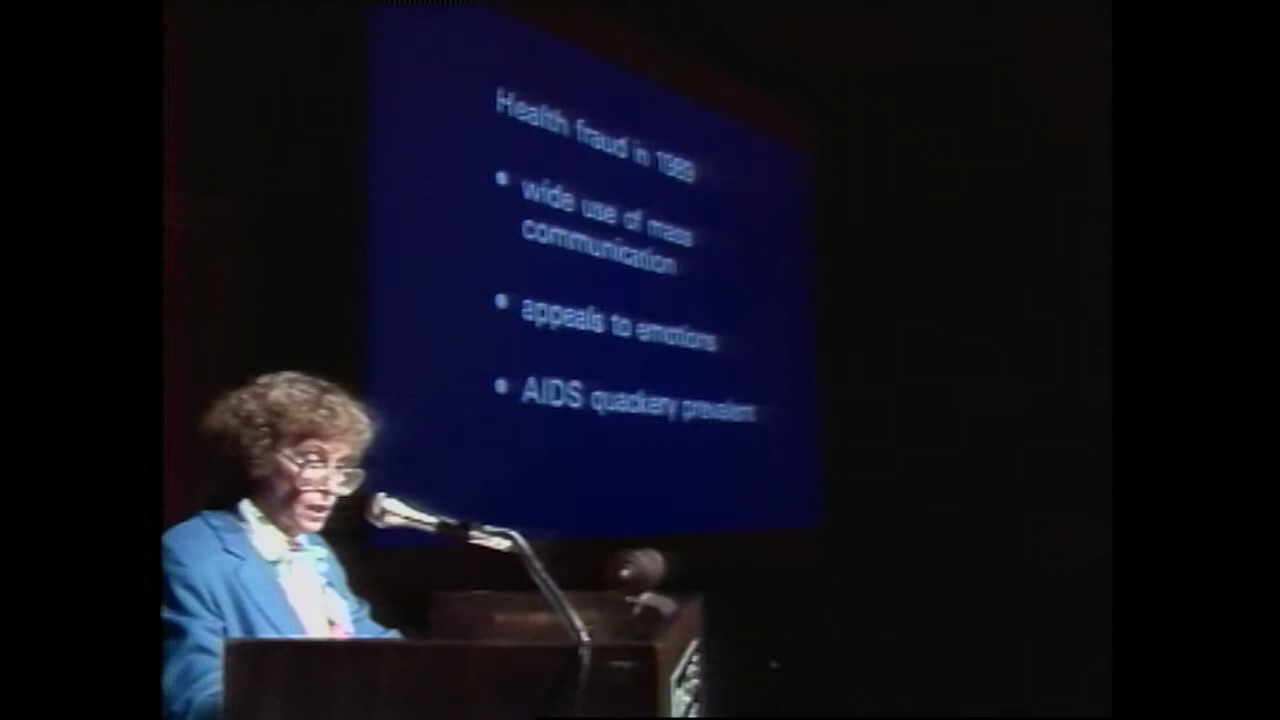 Health fraud in 1989
• wide use of mass
communication
• appeals to emotions
• AIDS quackery prevalent